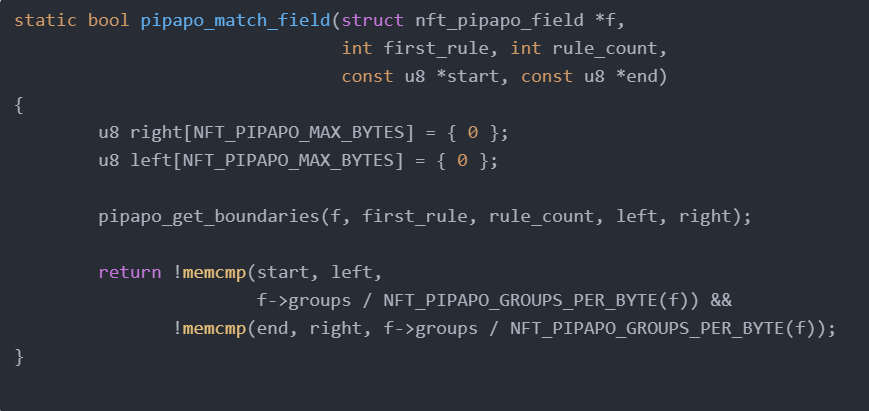 static bool pipapo_match_field(struct nft_pipapo_field *f,
int first_rule, int rule_count,
const u8 *start, const u8 *end)
{
u8 right[NFT_PIPAPO_MAX_BYTES] = { 0 };
u8 left[NFT_PIPAPO_MAX_BYTES] = { 0 };
pipapo_get_boundaries(f, first_rule, rule_count, left, right);
return !memcmp(start, left,
f->groups / NFT_PIPAPO_GROUPS_PER_BYTE(f)) &&
!memcmp(end, right, f->groups / NFT_PIPAPO_GROUPS_PER_BYTE(f));
}